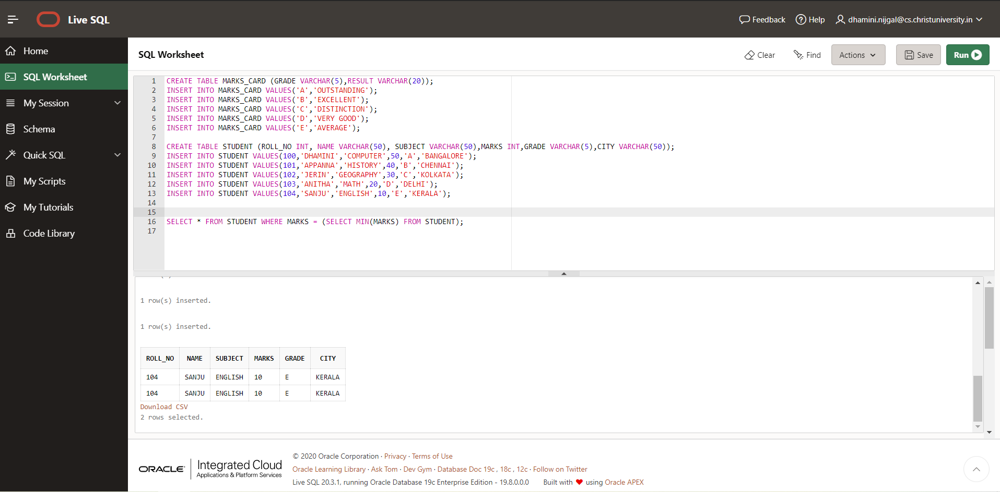 Live SQL
Feedback Help dhamini.nijgal@cs.christuniversity.in
Home
SQL Worksheet
My Session
Schema
Quick SQL
My Scripts
My Tutorials
Code Library
SQL Worksheet
Clear Find Actions Save Run
1 CREATE TABLE MARKS_CARD (GRADE VARCHAR(5),RESULT VARCHAR(20));
2 INSERT INTO MARKS_CARD VALUES('A','OUTSTANDING');
3 INSERT INTO MARKS_CARD VALUES('B','EXCELLENT');
4 INSERT INTO MARKS_CARD VALUES('C','DISTINCTION');
5 INSERT INTO MARKS_CARD VALUES('D','VERY GOOD');
6 INSERT INTO MARKS_CARD VALUES('E','AVERAGE');
7
8 CREATE TABLE STUDENT (ROLL_NO INT, NAME VARCHAR(50), SUBJECT VARCHAR(50),MARKS INT,GRADE VARCHAR(5),CITY VARCHAR(50));
9 INSERT INTO STUDENT VALUES(100,'DHAMINI','COMPUTER',50,'A','BANGALORE');
10 INSERT INTO STUDENT VALUES(101,'APPANNA','HISTORY',40,'B','CHENNAI');
11 INSERT INTO STUDENT VALUES(102,'JERIN','GEOGRAPHY',30,'C','KOLKATA');
12 INSERT INTO STUDENT VALUES(103,'ANITHA','MATH',20,'D','DELHI');
13 INSERT INTO STUDENT VALUES(104,'SANJU','ENGLISH',10,'E','KERALA');
14
15
16 SELECT * FROM STUDENT WHERE MARKS = (SELECT MIN(MARKS) FROM STUDENT);
17
1 row(s) inserted.
1 row(s) inserted.
ROLL_NO NAME SUBJECT MARKS GRADE CITY
104 SANJU ENGLISH 10 E KERALA
104 SANJU ENGLISH 10 E KERALA
Download CSV
2 rows selected.
ORACLE Integrated Cloud
Applications & Platform Services
© 2020 Oracle Corporation · Privacy · Terms of Use
Oracle Learning Library · Ask Tom · Dev Gym · Database Doc 19c , 18c , 12c · Follow on Twitter
Live SQL 20.3.1, running Oracle Database 19c Enterprise Edition - 19.8.0.0.0 Built with ❤ using Oracle APEX